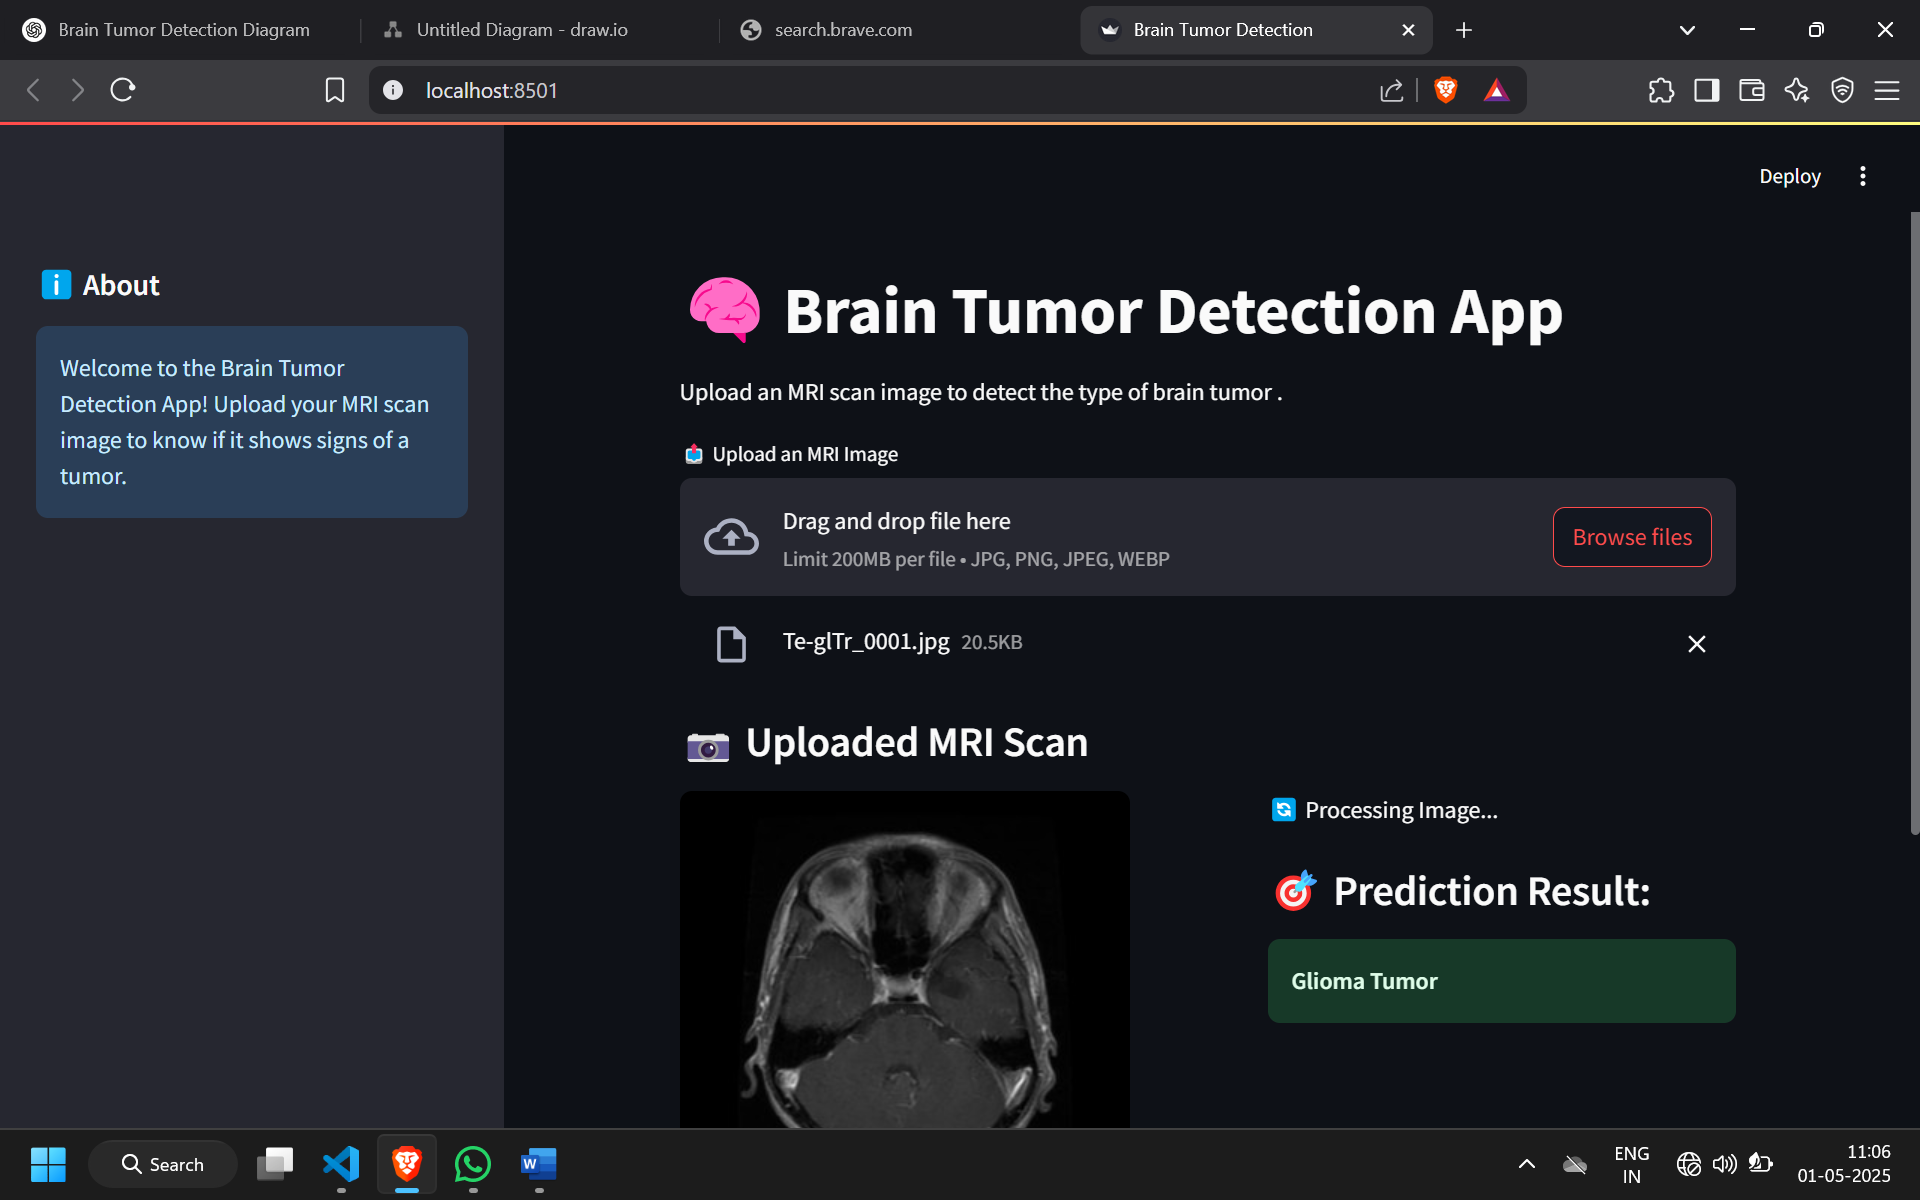 Brain Tumor Detection Diagram
Untitled Diagram - draw.io
search.brave.com
Brain Tumor Detection
localhost:8501
Deploy
About
Welcome to the Brain Tumor
Detection App! Upload your MRI scan
image to know if it shows signs of a
tumor.
Brain Tumor Detection App
Upload an MRI scan image to detect the type of brain tumor .
Upload an MRI Image
Drag and drop file here
Limit 200MB per file • JPG, PNG, JPEG, WEBP
Browse files
Te-glTr_0001.jpg 20.5KB
Uploaded MRI Scan
Processing Image...
Prediction Result:
Glioma Tumor
Search
ENG
IN
11:06
01-05-2025